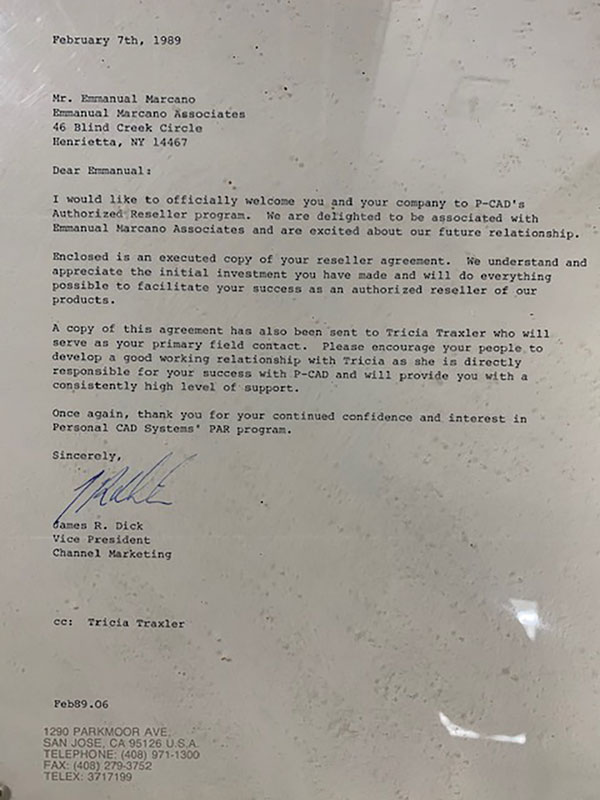 February 7th, 1989
Mr. Emmanual Marcano
Emmanual Marcano Associates
46 Blind Creek Circle
Henrietta, NY 14467
Dear Emmanual:
I would like to officially welcome you and your company to P-CAD's
Authorized Reseller program. We are delighted to be associated with
Emmanual Marcano Associates and are excited about our future relationship.
Enclosed is an executed copy of your reseller agreement. We understand and
appreciate the initial investment you have made and will do everything
possible to facilitate your success as an authorized reseller of our
products.
A copy of this agreement has also been sent to Tricia Traxler who will
serve as your primary field contact. Please encourage your people to
develop a good working relationship with Tricia as she is directly
responsible for your success with P-CAD and will provide you with a
consistently high level of support.
Once again, thank you for your continued confidence and interest in
Personal CAD Systems' PAR program.
Sincerely,
James R. Dick
Vice President
Channel Marketing
cc: Tricia Traxler
Feb89.06
1290 PARKMOOR AVE.
SAN JOSE, CA 95126 U.S.A.
TELEPHONE: (408) 971-1300
FAX: (408) 279-3752
TELEX: 3717199